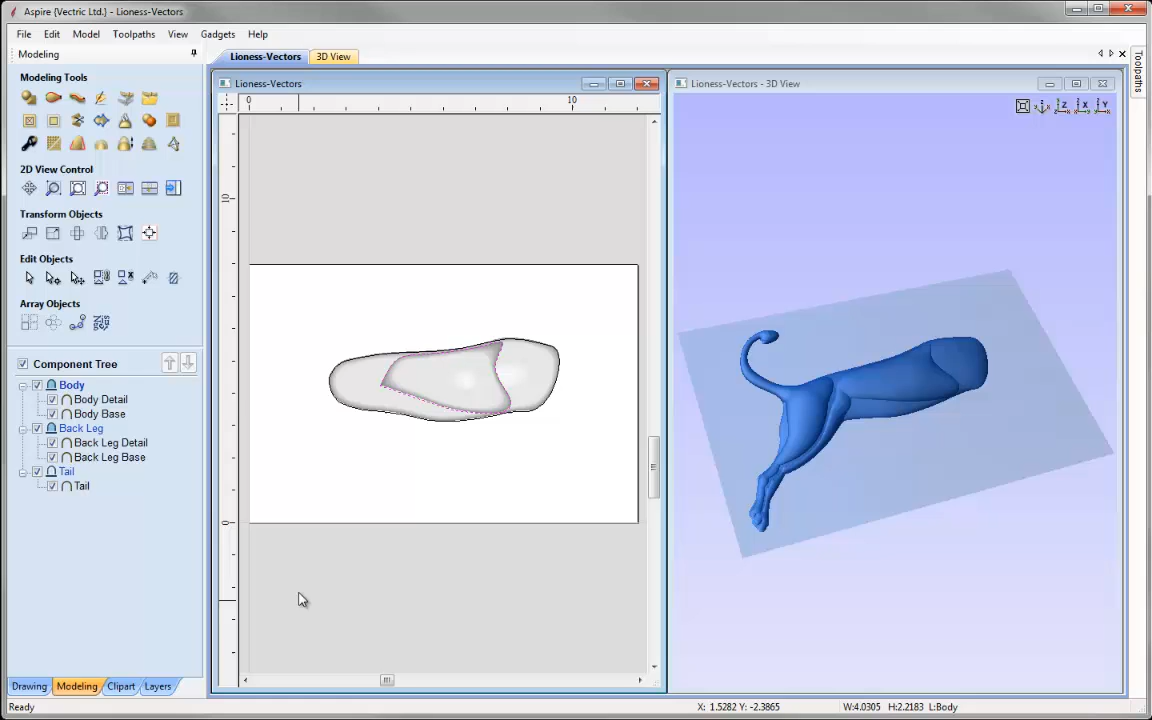 Aspire {Vectric Ltd.} - Lioness-Vectors
File Edit Model Toolpaths View Gadgets Help
Modeling
Lioness-Vectors 3D View
Toolpaths
Modeling Tools
2D View Control
Transform Objects
Edit Objects
Array Objects
Component Tree
Body
Body Detail
Body Base
Back Leg
Back Leg Detail
Back Leg Base
Tail
Tail
Drawing Modeling Clipart Layers
Lioness-Vectors
0 10
10
0
Lioness-Vectors - 3D View
Z X Y
Ready
X: 1.5282 Y: -2.3865
W:4.0305 H:2.2183 L:Body